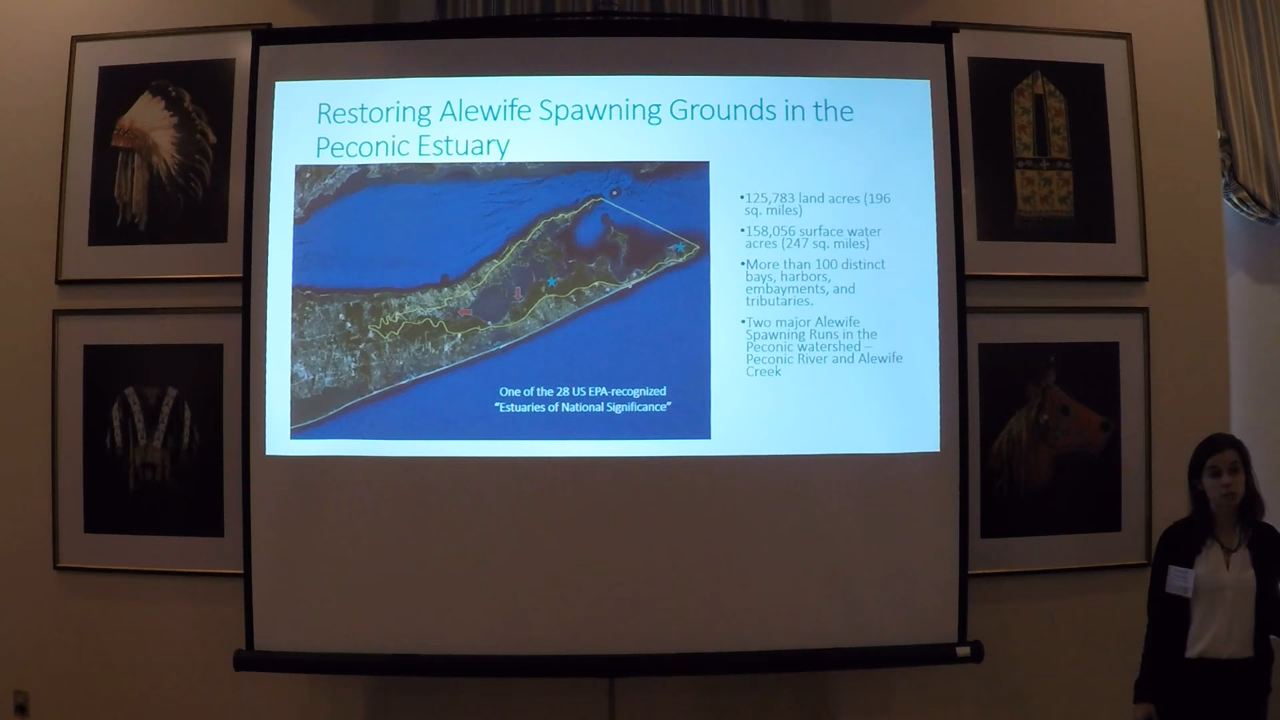 Restoring Alewife Spawning Grounds in the
Peconic Estuary
•125,783 land acres (196
sq. miles)
•158,056 surface water
acres (247 sq. miles)
•More than 100 distinct
bays, harbors,
embayments, and
tributaries.
•Two major Alewife
Spawning Runs in the
Peconic watershed –
Peconic River and Alewife
Creek
One of the 28 US EPA-recognized
“Estuaries of National Significance”